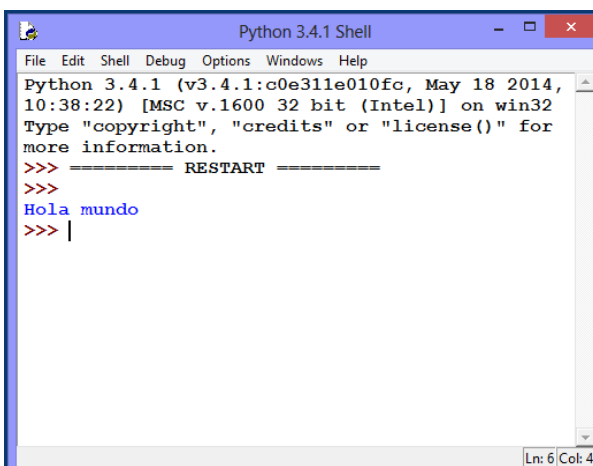 Python 3.4.1 Shell
File Edit Shell Debug Options Windows Help
Python 3.4.1 (v3.4.1:c0e311e010fc, May 18 2014,
10:38:22) [MSC v.1600 32 bit (Intel)] on win32
Type "copyright", "credits" or "license()" for
more information.
>>> ========= RESTART =========
>>>
Hola mundo
>>>
Ln: 6 Col: 4